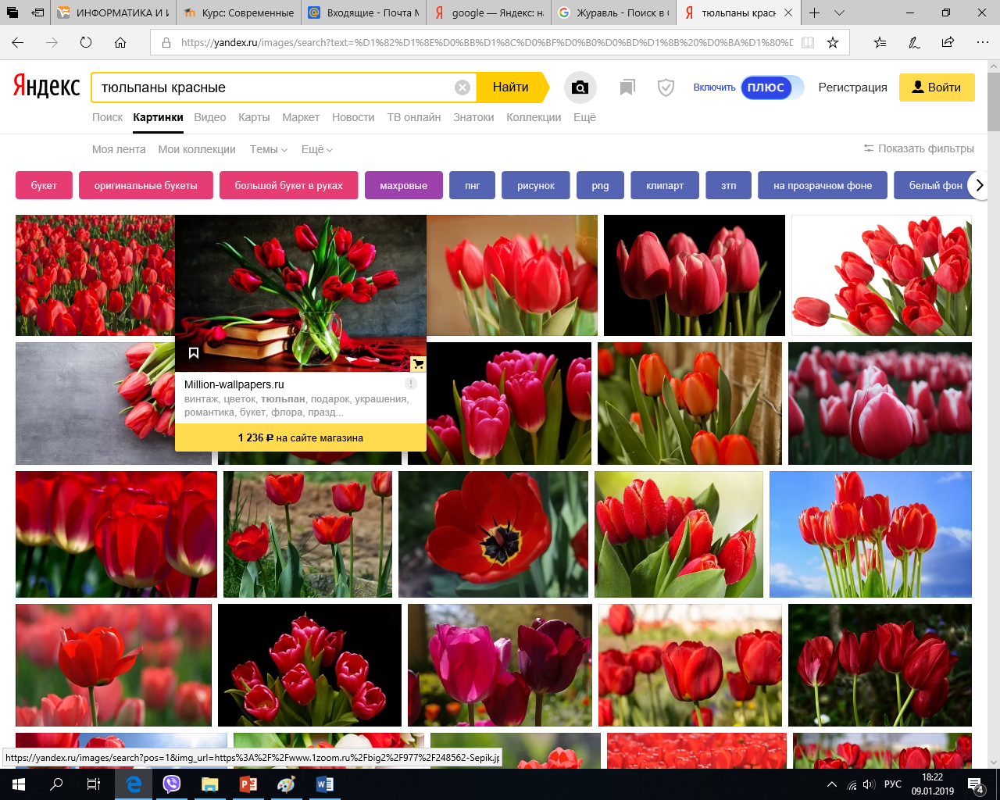 ИНФОРМАТИКА И И
Курс: Современные
Входящие - Почта М
google — Яндекс: на
Журавль - Поиск в G
тюльпаны красн
https://yandex.ru/images/search?text=%D1%82%D1%8E%D0%BB%D1%8C%D0%BF%D0%B0%D0%BD%D1%8B%20%D0%BA%D1%80%D
Яндекс
тюльпаны красные
Найти
Включить ПЛЮС
Регистрация
Войти
Поиск Картинки Видео Карты Маркет Новости ТВ онлайн Знатоки Коллекции Ещё
Моя лента Мои коллекции Темы Ещё
Показать фильтры
букет
оригинальные букеты
большой букет в руках
махровые
пнг
рисунок
png
клипарт
зтп
на прозрачном фоне
белый фон
Million-wallpapers.ru
винтаж, цветок, тюльпан, подарок, украшения,
романтика, букет, флора, празд...
1 236 ₽ на сайте магазина
https://yandex.ru/images/search?pos=1&img_url=https%3A%2F%2Fwww.1zoom.ru%2Fbig2%2F977%2F248562-Sepik.jp
РУС
18:22
09.01.2019
4